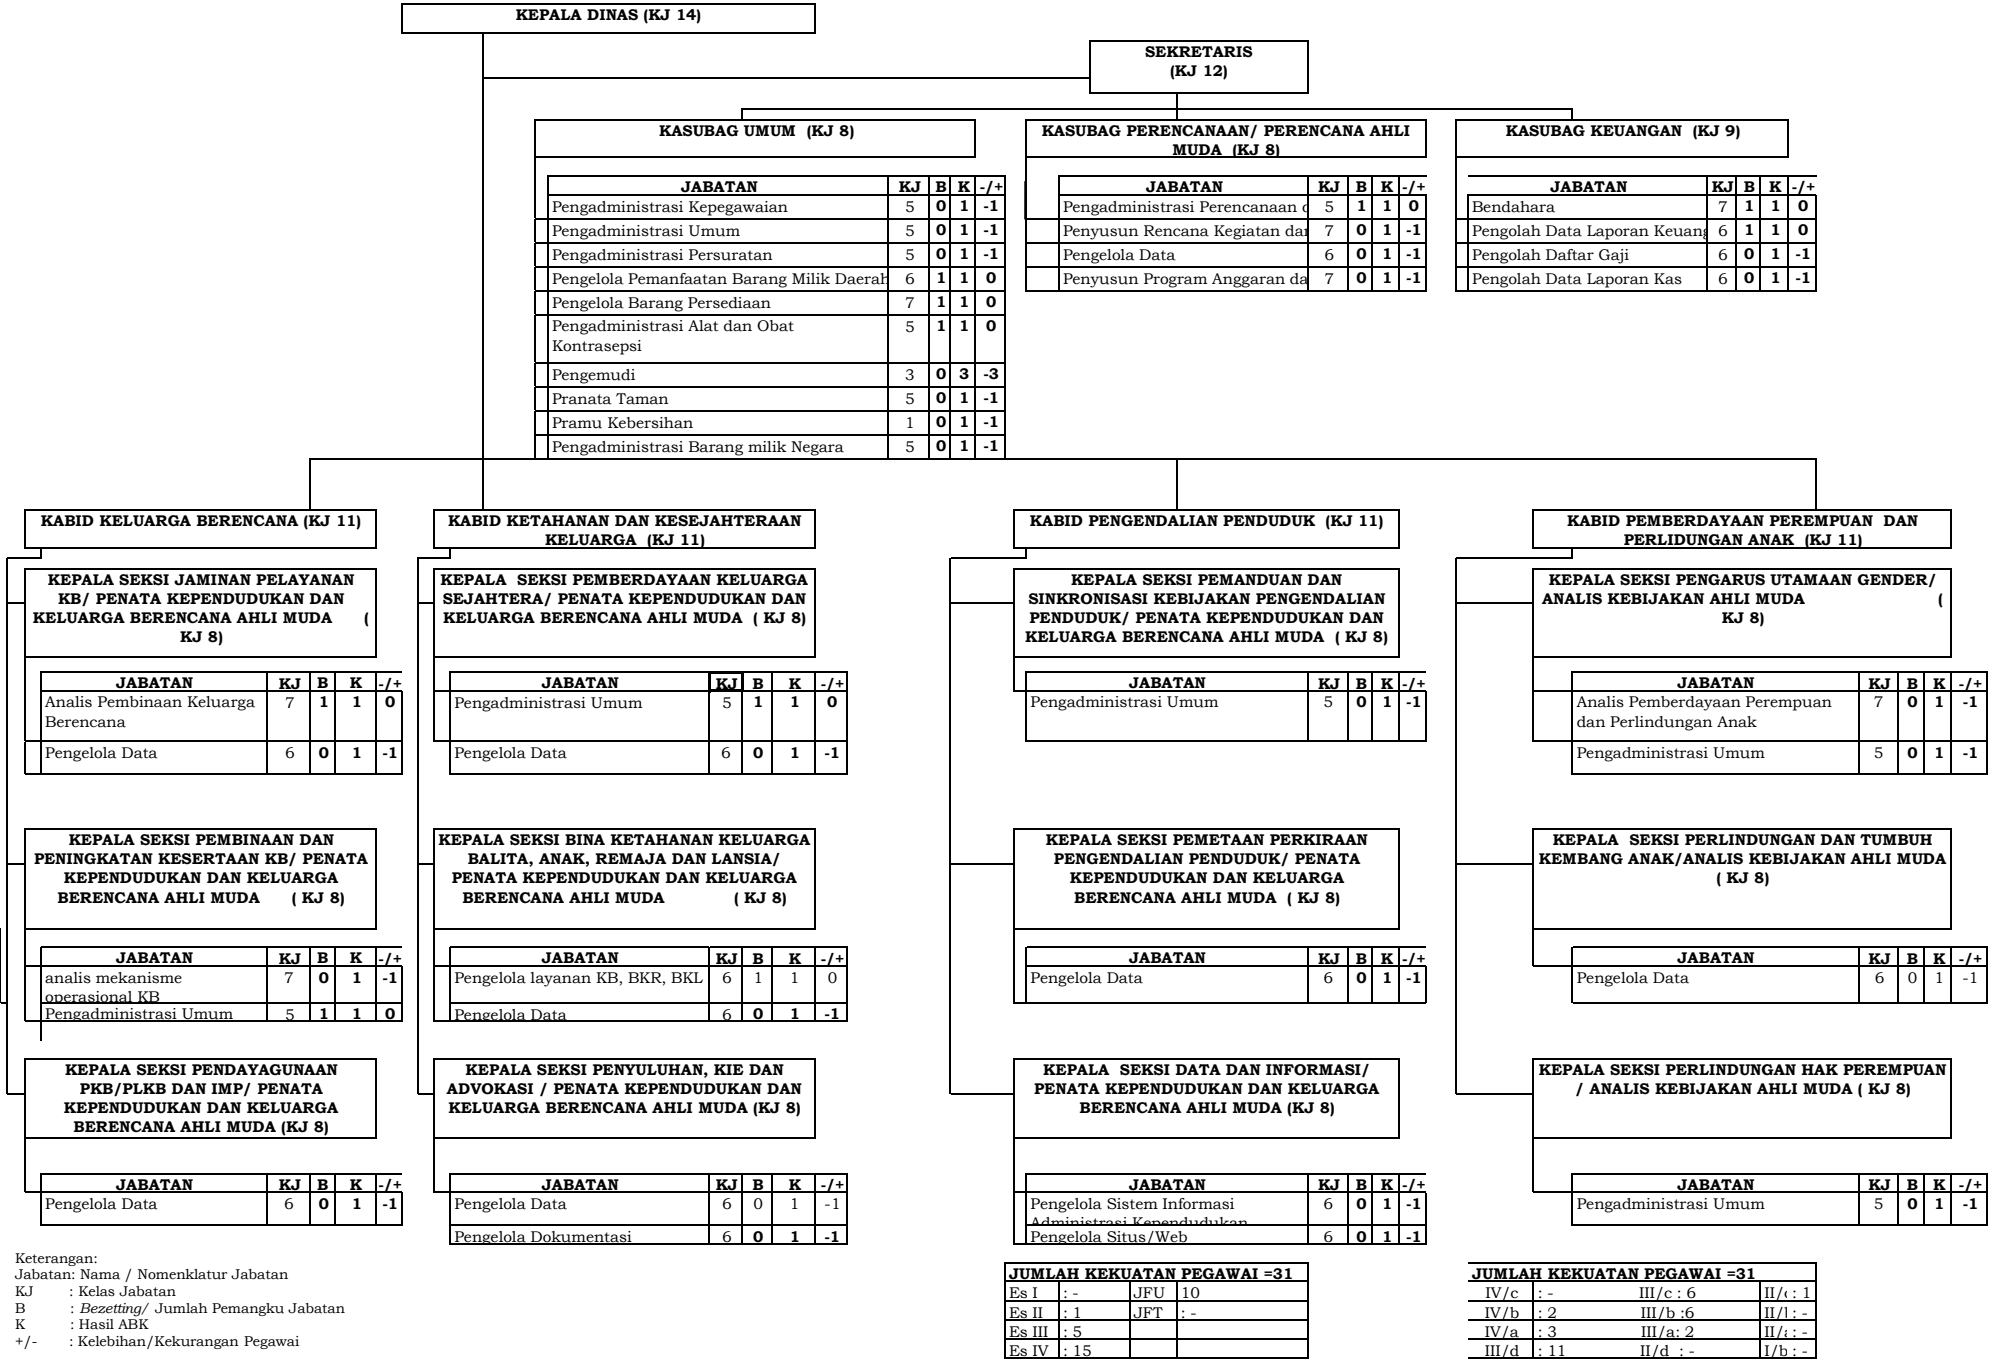 KEPALA DINAS (KJ 14)
SEKRETARIS
(KJ 12)
KASUBAG UMUM (KJ 8)
JABATAN KJ B K -/+
Pengadministrasi Kepegawaian 5 0 1 -1
Pengadministrasi Umum 5 0 1 -1
Pengadministrasi Persuratan 5 0 1 -1
Pengelola Pemanfaatan Barang Milik Daerah 6 1 1 0
Pengelola Barang Persediaan 7 1 1 0
Pengadministrasi Alat dan Obat 5 1 1 0
Kontrasepsi
Pengemudi 3 0 3 -3
Pranata Taman 5 0 1 -1
Pramu Kebersihan 1 0 1 -1
Pengadministrasi Barang milik Negara 5 0 1 -1
KASUBAG PERENCANAAN/ PERENCANA AHLI
MUDA (KJ 8)
JABATAN KJ B K -/+
Pengadministrasi Perencanaan 5 1 1 0
Penyusun Rencana Kegiatan 7 0 1 -1
Pengelola Data 6 0 1 -1
Penyusun Program Anggaran 7 0 1 -1
KASUBAG KEUANGAN (KJ 9)
JABATAN KJ B K -/+
Bendahara 7 1 1 0
Pengolah Data Laporan Keuang 6 1 1 0
Pengolah Daftar Gaji 6 0 1 -1
Pengolah Data Laporan Kas 6 0 1 -1
KABID KELUARGA BERENCANA (KJ 11)
KEPALA SEKSI JAMINAN PELAYANAN
KB/ PENATA KEPENDUDUKAN DAN
KELUARGA BERENCANA AHLI MUDA (
KJ 8)
JABATAN KJ B K -/+
Analis Pembinaan Keluarga 7 1 1 0
Berencana
Pengelola Data 6 0 1 -1
KEPALA SEKSI PEMBINAAN DAN
PENINGKATAN KESERTAAN KB/ PENATA
KEPENDUDUKAN DAN KELUARGA
BERENCANA AHLI MUDA ( KJ 8)
JABATAN KJ B K -/+
analis mekanisme 7 0 1 -1
operasional KB
Pengadministrasi Umum 5 1 1 0
KEPALA SEKSI PENDAYAGUNAAN
PKB/PLKB DAN IMP/ PENATA
KEPENDUDUKAN DAN KELUARGA
BERENCANA AHLI MUDA (KJ 8)
JABATAN KJ B K -/+
Pengelola Data 6 0 1 -1
KABID KETAHANAN DAN KESEJAHTERAAN
KELUARGA (KJ 11)
KEPALA SEKSI PEMBERDAYAAN KELUARGA
SEJAHTERA/ PENATA KEPENDUDUKAN DAN
KELUARGA BERENCANA AHLI MUDA ( KJ 8)
JABATAN KJ B K -/+
Pengadministrasi Umum 5 1 1 0
Pengelola Data 6 0 1 -1
KEPALA SEKSI BINA KETAHANAN KELUARGA
BALITA, ANAK, REMAJA DAN LANSIA/
PENATA KEPENDUDUKAN DAN KELUARGA
BERENCANA AHLI MUDA ( KJ 8)
JABATAN KJ B K -/+
Pengelola layanan KB, BKR, BKL 6 1 1 0
Pengelola Data 6 0 1 -1
KEPALA SEKSI PENYULUHAN, KIE DAN
ADVOKASI / PENATA KEPENDUDUKAN DAN
KELUARGA BERENCANA AHLI MUDA (KJ 8)
JABATAN KJ B K -/+
Pengelola Data 6 0 1 -1
Pengelola Dokumentasi 6 0 1 -1
KABID PENGENDALIAN PENDUDUK (KJ 11)
KEPALA SEKSI PEMANDUAN DAN
SINKRONISASI KEBIJAKAN PENGENDALIAN
PENDUDUK/ PENATA KEPENDUDUKAN DAN
KELUARGA BERENCANA AHLI MUDA ( KJ 8)
JABATAN KJ B K -/+
Pengadministrasi Umum 5 0 1 -1
KEPALA SEKSI PEMETAAN PERKIRAAN
PENGENDALIAN PENDUDUK/ PENATA
KEPENDUDUKAN DAN KELUARGA
BERENCANA AHLI MUDA ( KJ 8)
JABATAN KJ B K -/+
Pengelola Data 6 0 1 -1
KEPALA SEKSI DATA DAN INFORMASI/
PENATA KEPENDUDUKAN DAN KELUARGA
BERENCANA AHLI MUDA (KJ 8)
JABATAN KJ B K -/+
Pengelola Sistem Informasi 6 0 1 -1
Administrasi Kependudukan
Pengelola Situs/Web 6 0 1 -1
KABID PEMBERDAYAAN PEREMPUAN DAN
PERLIDUNGAN ANAK (KJ 11)
KEPALA SEKSI PENGARUS UTAMAAN GENDER/
ANALIS KEBIJAKAN AHLI MUDA (
KJ 8)
JABATAN KJ B K -/+
Analis Pemberdayaan Perempuan 7 0 1 -1
dan Perlindungan Anak
Pengadministrasi Umum 5 0 1 -1
KEPALA SEKSI PERLINDUNGAN DAN TUMBUH
KEMBANG ANAK/ANALIS KEBIJAKAN AHLI MUDA
( KJ 8)
JABATAN KJ B K -/+
Pengelola Data 6 0 1 -1
KEPALA SEKSI PERLINDUNGAN HAK PEREMPUAN
/ ANALIS KEBIJAKAN AHLI MUDA ( KJ 8)
JABATAN KJ B K -/+
Pengadministrasi Umum 5 0 1 -1
Keterangan:
Jabatan: Nama / Nomenklatur Jabatan
KJ : Kelas Jabatan
B : Bezetting/ Jumlah Pemangku Jabatan
K : Hasil ABK
+/- : Kelebihan/Kekurangan Pegawai
JUMLAH KEKUATAN PEGAWAI =31
Es I : - JFU 10
Es II : 1 JFT : -
Es III : 5
Es IV : 15
JUMLAH KEKUATAN PEGAWAI =31
IV/c : - III/c : 6 : 1
IV/b : 2 III/b :6 : -
IV/a : 3 III/a: 2 : -
III/d : 11 II/d : - I/b : -